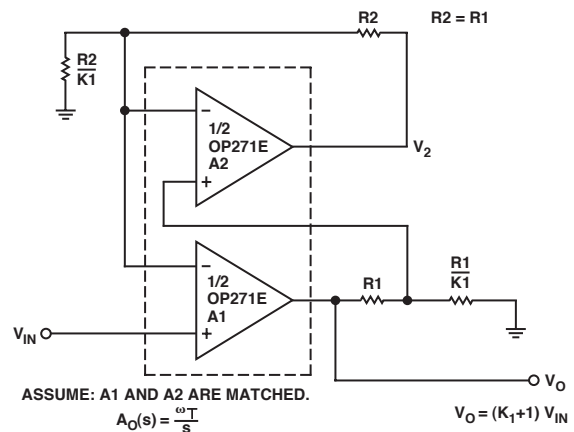 R2
R2 = R1
R2
K1
−
1/2
OP271E
A2
+
V2
−
1/2
OP271E
A1
+
R1
R1
K1
VIN
VO
ASSUME: A1 AND A2 ARE MATCHED.
AO(s) = ωT
s
VO = (K1+1) VIN